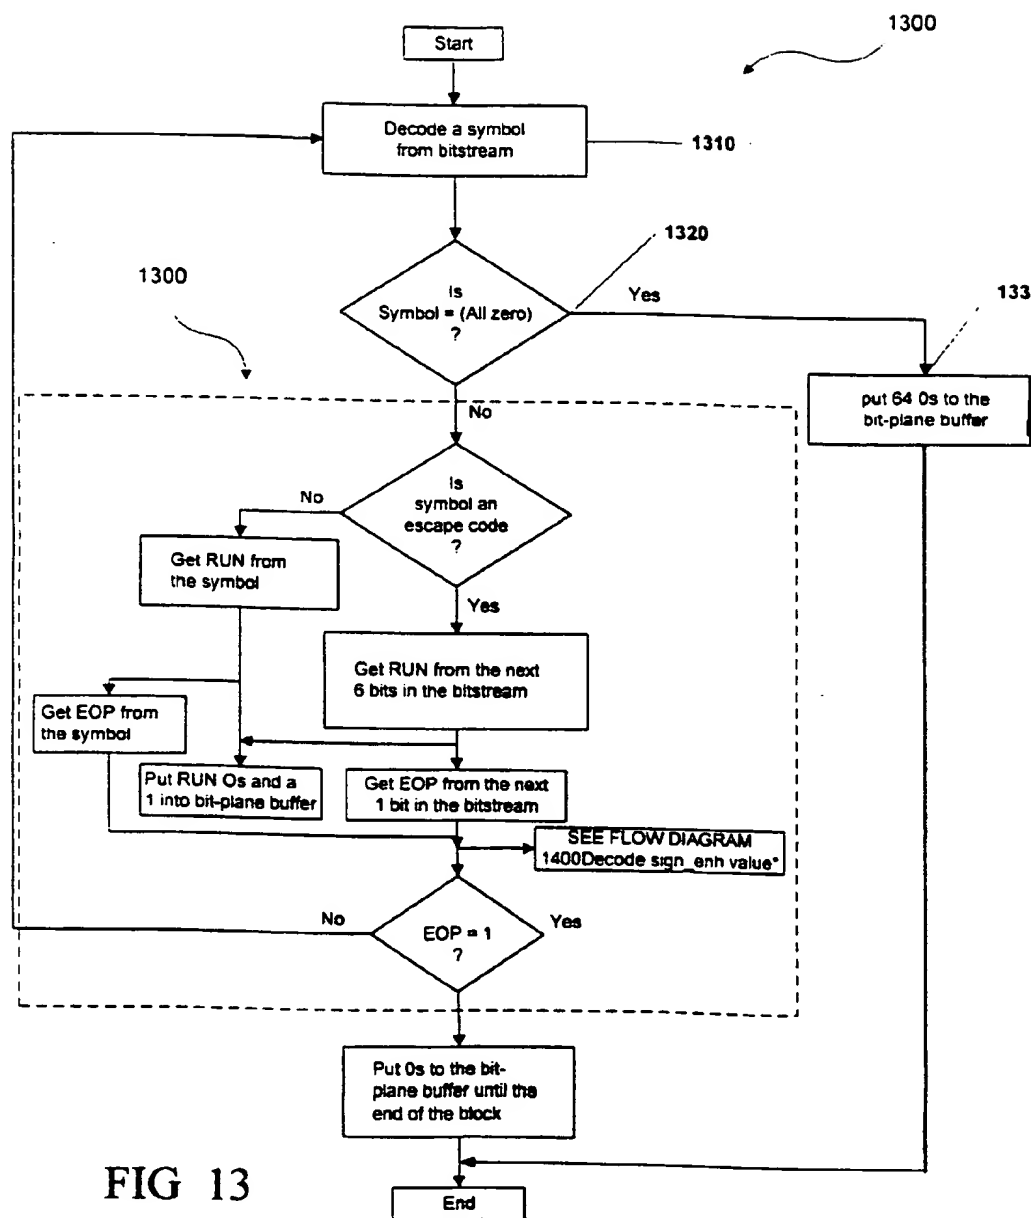 1300
Start
Decode a symbol
from bitstream
1310
1320
Is
Symbol = (All zero)
?
Yes
133
1300
put 64 0s to the
bit-plane buffer
No
Is
symbol an
escape code
?
No
Get RUN from
the symbol
Yes
Get RUN from the next
6 bits in the bitstream
Get EOP from
the symbol
Put RUN 0s and a
1 into bit-plane buffer
Get EOP from the next
1 bit in the bitstream
SEE FLOW DIAGRAM
1400Decode sign_enh value*
No
EOP = 1
?
Yes
Put 0s to the bit-
plane buffer until the
end of the block
End
FIG 13